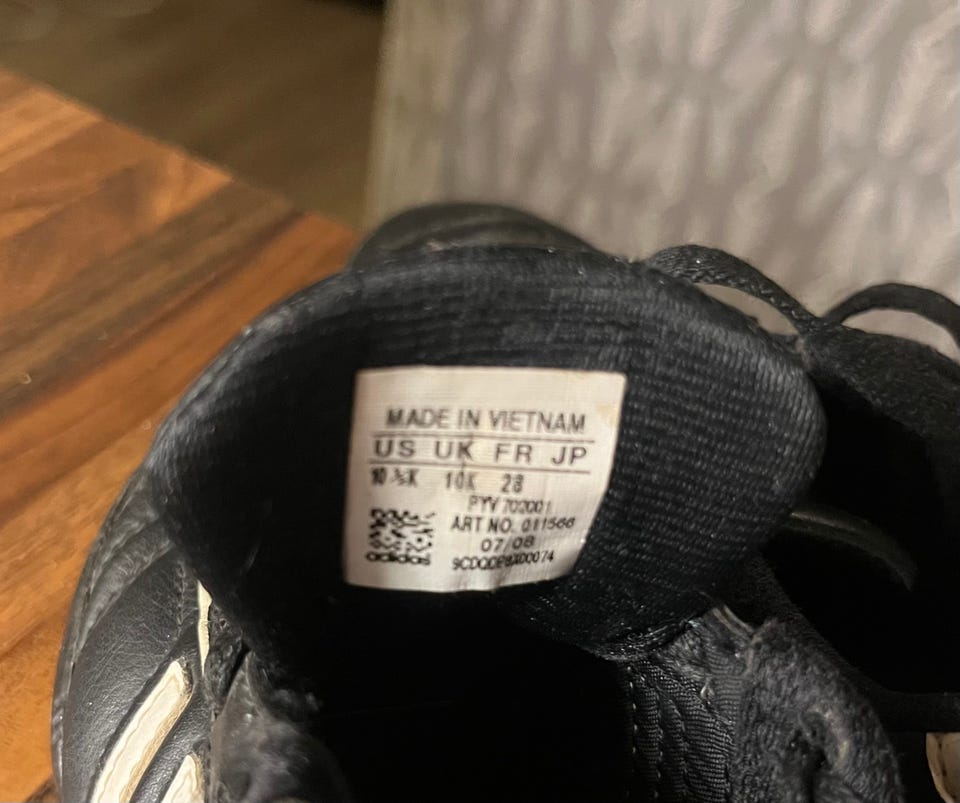 MADE IN VIETNAM
US UK FR JP
10 ½K 10K 28
PYV 702001
ART NO. 011566
07/08
adidas